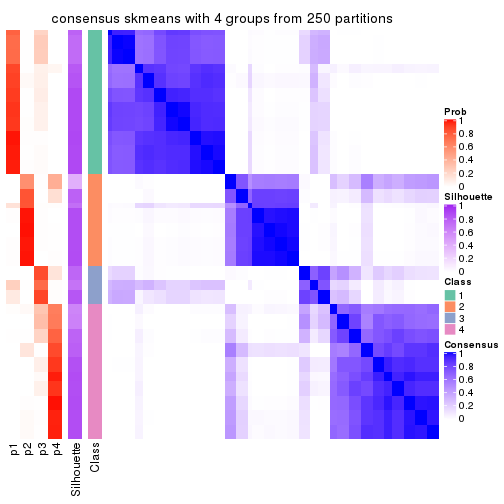 consensus skmeans with 4 groups from 250 partitions
Prob
1
0.8
0.6
0.4
0.2
0
Silhouette
1
0.8
0.6
0.4
0.2
0
Class
1
2
3
4
Consensus
1
0.8
0.6
0.4
0.2
0
p1
p2
p3
p4
Silhouette
Class